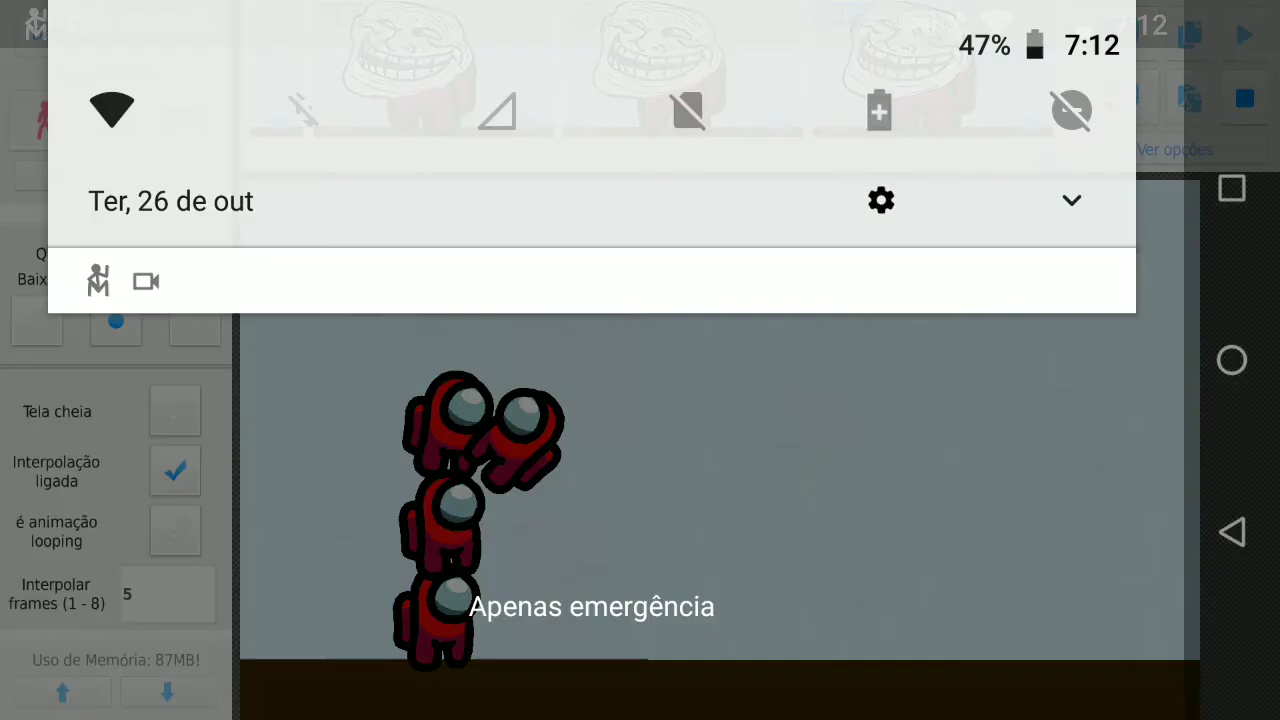 47% 7:12
12
Ver opções
Ter, 26 de out
Q
Baix
Tela cheia
Interpolação
ligada
é animação
looping
Interpolar
frames (1 - 8)
5
Apenas emergência
Uso de Memória: 87MB!